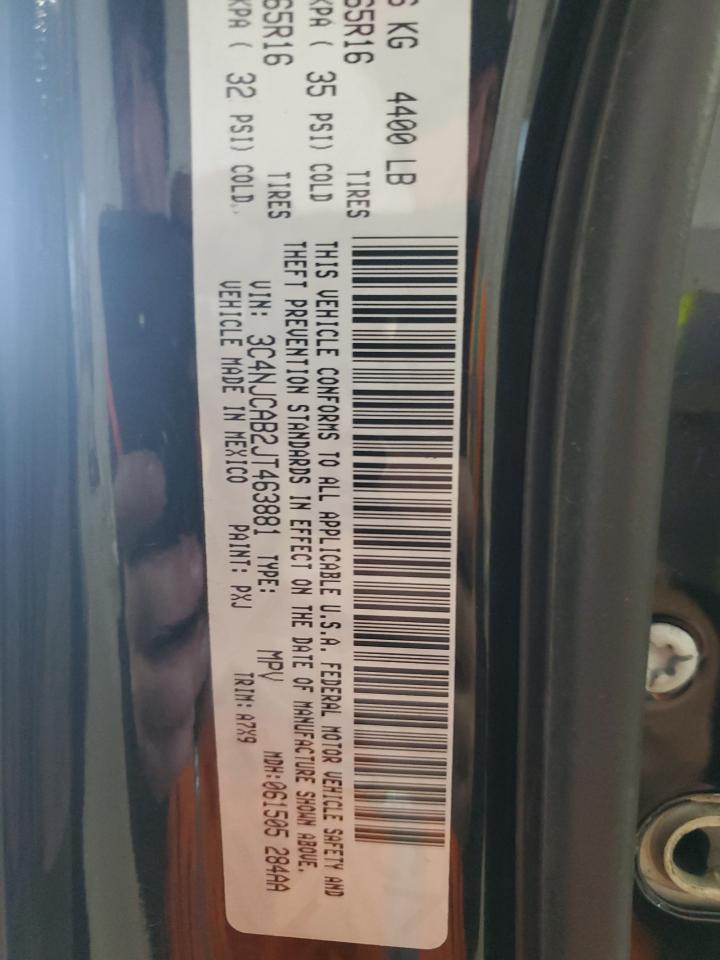 6 KG 4400 LB
65R16 TIRES
KPA ( 35 PSI) COLD
65R16 TIRES
KPA ( 32 PSI) COLD.
THIS VEHICLE CONFORMS TO ALL APPLICABLE U.S.A. FEDERAL MOTOR VEHICLE SAFETY AND
THEFT PREVENTION STANDARDS IN EFFECT ON THE DATE OF MANUFACTURE SHOWN ABOVE.
VIN: 3C4NJCAB2JT463881 TYPE: MPV MDH:061505 284AA
VEHICLE MADE IN MEXICO PAINT: PXJ TRIM: A7X9